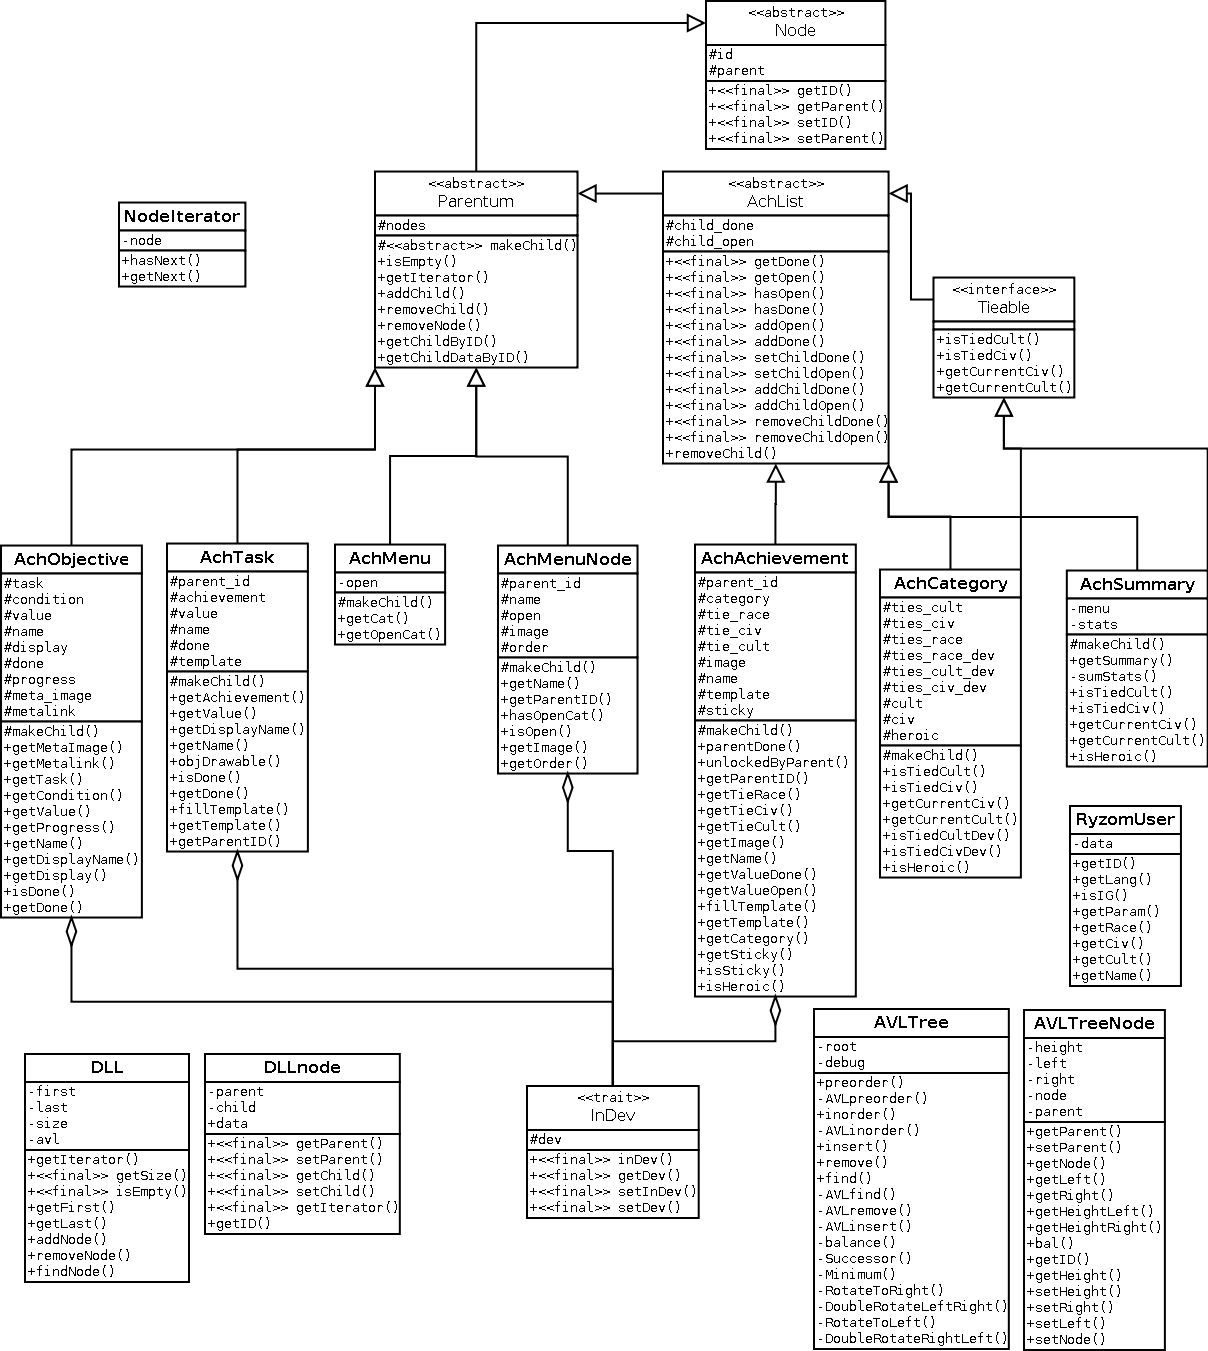 <<abstract>>
Node
#id
#parent
+<<final>> getID()
+<<final>> getParent()
+<<final>> setID()
+<<final>> setParent()
NodeIterator
-node
+hasNext()
+getNext()
<<abstract>>
Parentum
#nodes
#<<abstract>> makeChild()
+isEmpty()
+getIterator()
+addChild()
+removeChild()
+removeNode()
+getChildByID()
+getChildDataByID()
<<abstract>>
AchList
#child_done
#child_open
+<<final>> getDone()
+<<final>> getOpen()
+<<final>> hasOpen()
+<<final>> hasDone()
+<<final>> addOpen()
+<<final>> addDone()
+<<final>> setChildDone()
+<<final>> setChildOpen()
+<<final>> addChildDone()
+<<final>> addChildOpen()
+<<final>> removeChildDone()
+<<final>> removeChildOpen()
+removeChild()
<<interface>>
Tieable
+isTiedCult()
+isTiedCiv()
+getCurrentCiv()
+getCurrentCult()
AchObjective
#task
#condition
#value
#name
#display
#done
#progress
#meta_image
#metalink
#makeChild()
+getMetaImage()
+getMetalink()
+getTask()
+getCondition()
+getValue()
+getProgress()
+getName()
+getDisplayName()
+getDisplay()
+isDone()
+getDone()
AchTask
#parent_id
#achievement
#value
#name
#done
#template
#makeChild()
+getAchievement()
+getValue()
+getDisplayName()
+getName()
+objDrawable()
+isDone()
+getDone()
+fillTemplate()
+getTemplate()
+getParentID()
AchMenu
-open
#makeChild()
+getCat()
+getOpenCat()
AchMenuNode
#parent_id
#name
#open
#image
#order
#makeChild()
+getName()
+getParentID()
+hasOpenCat()
+isOpen()
+getImage()
+getOrder()
AchAchievement
#parent_id
#category
#tie_race
#tie_civ
#tie_cult
#image
#name
#template
#sticky
#makeChild()
+parentDone()
+unlockedByParent()
+getParentID()
+getTieRace()
+getTieCiv()
+getTieCult()
+getImage()
+getName()
+getValueDone()
+getValueOpen()
+fillTemplate()
+getTemplate()
+getCategory()
+getSticky()
+isSticky()
+isHeroic()
AchCategory
#ties_cult
#ties_civ
#ties_race
#ties_race_dev
#ties_cult_dev
#ties_civ_dev
#cult
#civ
#heroic
#makeChild()
+isTiedCult()
+isTiedCiv()
+getCurrentCiv()
+getCurrentCult()
+isTiedCultDev()
+isTiedCivDev()
+isHeroic()
AchSummary
-menu
-stats
#makeChild()
+getSummary()
-sumStats()
+isTiedCult()
+isTiedCiv()
+getCurrentCiv()
+getCurrentCult()
+isHeroic()
RyzomUser
-data
+getID()
+getLang()
+isIG()
+getParam()
+getRace()
+getCiv()
+getCult()
+getName()
DLL
-first
-last
-size
-avl
+getIterator()
+<<final>> getSize()
+<<final>> isEmpty()
+getFirst()
+getLast()
+addNode()
+removeNode()
+findNode()
DLLnode
-parent
-child
+data
+<<final>> getParent()
+<<final>> setParent()
+<<final>> getChild()
+<<final>> setChild()
+<<final>> getIterator()
+getID()
<<trait>>
InDev
#dev
+<<final>> inDev()
+<<final>> getDev()
+<<final>> setInDev()
+<<final>> setDev()
AVLTree
-root
-debug
+preorder()
-AVLpreorder()
+inorder()
-AVLinorder()
+insert()
+remove()
+find()
-AVLfind()
-AVLremove()
-AVLinsert()
-balance()
-Successor()
-Minimum()
-RotateToRight()
-DoubleRotateLeftRight()
-RotateToLeft()
-DoubleRotateRightLeft()
AVLTreeNode
-height
-left
-right
-node
-parent
+getParent()
+setParent()
+getNode()
+getLeft()
+getRight()
+getHeightLeft()
+getHeightRight()
+bal()
+getID()
+getHeight()
+setHeight()
+setRight()
+setLeft()
+setNode()